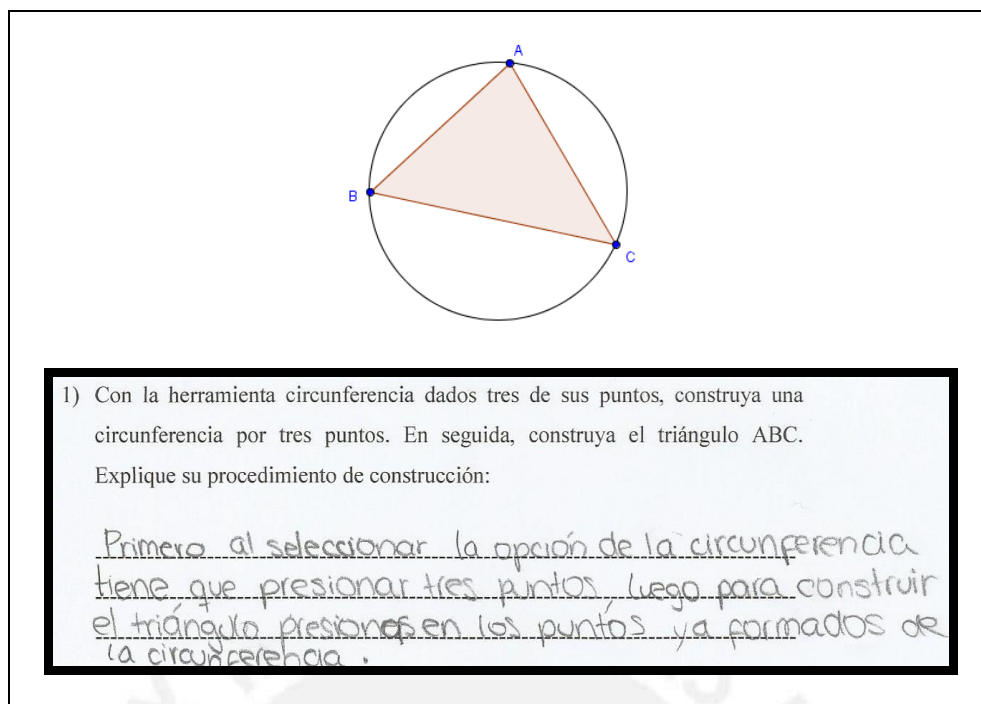 A
B
C
1) Con la herramienta circunferencia dados tres de sus puntos, construya una
circunferencia por tres puntos. En seguida, construya el triángulo ABC.
Explique su procedimiento de construcción:
Primero al seleccionar la opción de la circunferencia
tiene que presionar tres puntos, luego para construir
el triángulo presionas en los puntos ya formados de
la circunferencia.